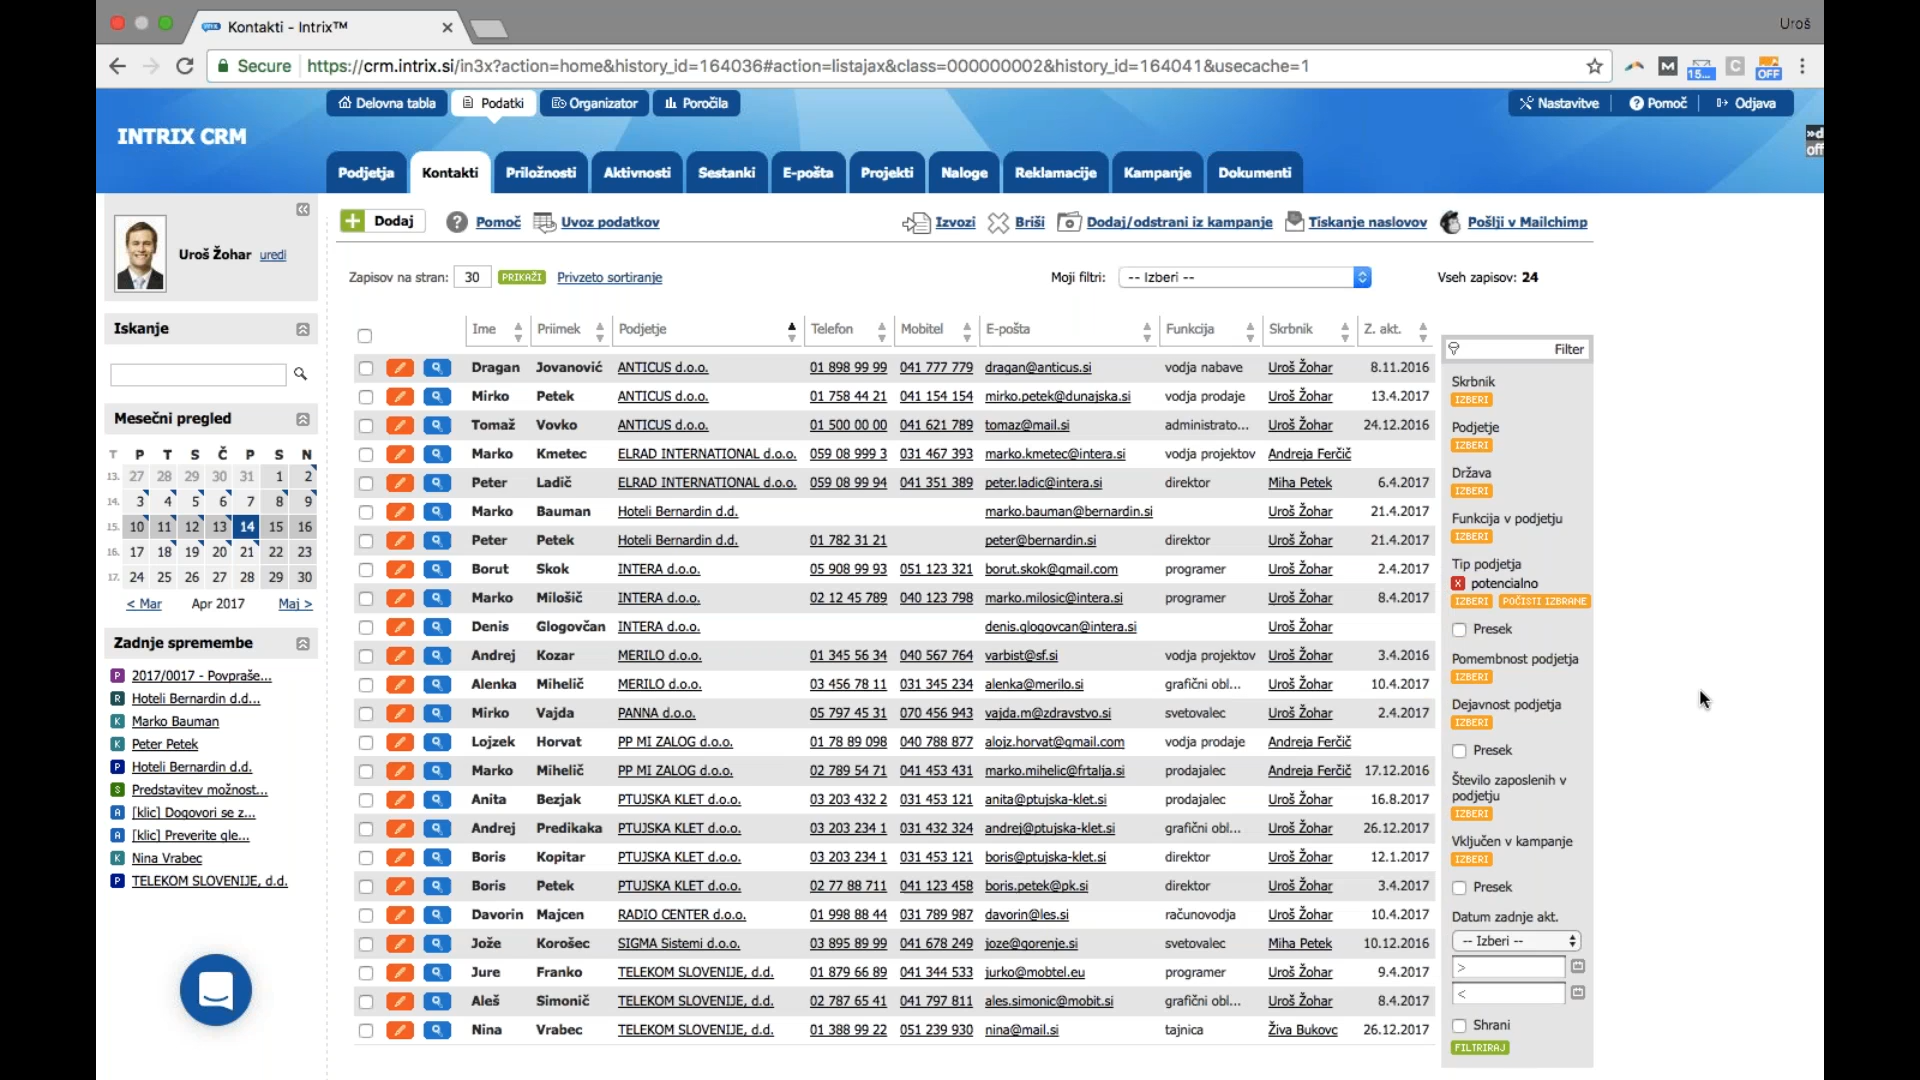 Kontakti - Intrix™
Uroš
Secure https://crm.intrix.si/in3x?action=home&history_id=164036#action=listajax&class=000000002&history_id=164041&usecache=1
M 15... C OFF
Delovna tabla Podatki Organizator Poročila Nastavitve Pomoč Odjava
INTRIX CRM
»d
off
Podjetja Kontakti Priložnosti Aktivnosti Sestanki E-pošta Projekti Naloge Reklamacije Kampanje Dokumenti
Uroš Žohar uredi
Dodaj Pomoč Uvoz podatkov Izvozi Briši Dodaj/odstrani iz kampanje Tiskanje naslovov Pošlji v Mailchimp
Zapisov na stran: 30 PRIKAŽI Privzeto sortiranje Moji filtri: -- Izberi -- Vseh zapisov: 24
Iskanje
Mesečni pregled
T P T S Č P S N
13. 27 28 29 30 31 1 2
14. 3 4 5 6 7 8 9
15. 10 11 12 13 14 15 16
16. 17 18 19 20 21 22 23
17. 24 25 26 27 28 29 30
< Mar Apr 2017 Maj >
Zadnje spremembe
P 2017/0017 - Povpraše...
R Hoteli Bernardin d.d...
K Marko Bauman
K Peter Petek
P Hoteli Bernardin d.d.
S Predstavitev možnost...
A [klic] Dogovori se z...
A [klic] Preverite gle...
K Nina Vrabec
P TELEKOM SLOVENIJE, d.d.
Ime Priimek Podjetje Telefon Mobitel E-pošta Funkcija Skrbnik Z. akt.
Dragan Jovanović ANTICUS d.o.o. 01 898 99 99 041 777 779 dragan@anticus.si vodja nabave Uroš Žohar 8.11.2016
Mirko Petek ANTICUS d.o.o. 01 758 44 21 041 154 154 mirko.petek@dunajska.si vodja prodaje Uroš Žohar 13.4.2017
Tomaž Vovko ANTICUS d.o.o. 01 500 00 00 041 621 789 tomaz@mail.si administrato... Uroš Žohar 24.12.2016
Marko Kmetec ELRAD INTERNATIONAL d.o.o. 059 08 999 3 031 467 393 marko.kmetec@intera.si vodja projektov Andreja Ferčič
Peter Ladič ELRAD INTERNATIONAL d.o.o. 059 08 99 94 041 351 389 peter.ladic@intera.si direktor Miha Petek 6.4.2017
Marko Bauman Hoteli Bernardin d.d. marko.bauman@bernardin.si Uroš Žohar 21.4.2017
Peter Petek Hoteli Bernardin d.d. 01 782 31 21 peter@bernardin.si direktor Uroš Žohar 21.4.2017
Borut Skok INTERA d.o.o. 05 908 99 93 051 123 321 borut.skok@gmail.com programer Uroš Žohar 2.4.2017
Marko Milošič INTERA d.o.o. 02 12 45 789 040 123 798 marko.milosic@intera.si programer Uroš Žohar 8.4.2017
Denis Glogovčan INTERA d.o.o. denis.glogovcan@intera.si Uroš Žohar
Andrej Kozar MERILO d.o.o. 01 345 56 34 040 567 764 varbist@sf.si vodja projektov Uroš Žohar 3.4.2016
Alenka Mihelič MERILO d.o.o. 03 456 78 11 031 345 234 alenka@merilo.si grafični obl... Uroš Žohar 10.4.2017
Mirko Vajda PANNA d.o.o. 05 797 45 31 070 456 943 vajda.m@zdravstvo.si svetovalec Uroš Žohar 2.4.2017
Lojzek Horvat PP MI ZALOG d.o.o. 01 78 89 098 040 788 877 alojz.horvat@gmail.com vodja prodaje Andreja Ferčič
Marko Mihelič PP MI ZALOG d.o.o. 02 789 54 71 041 453 431 marko.mihelic@frtalja.si prodajalec Andreja Ferčič 17.12.2016
Anita Bezjak PTUJSKA KLET d.o.o. 03 203 432 2 031 453 121 anita@ptujska-klet.si prodajalec Uroš Žohar 16.8.2017
Andrej Predikaka PTUJSKA KLET d.o.o. 03 203 234 1 031 432 324 andrej@ptujska-klet.si grafični obl... Uroš Žohar 26.12.2017
Boris Kopitar PTUJSKA KLET d.o.o. 03 203 234 1 031 453 121 boris@ptujska-klet.si direktor Uroš Žohar 12.1.2017
Boris Petek PTUJSKA KLET d.o.o. 02 77 88 711 041 123 458 boris.petek@pk.si direktor Uroš Žohar 3.4.2017
Davorin Majcen RADIO CENTER d.o.o. 01 998 88 44 031 789 987 davorin@les.si računovodja Uroš Žohar 10.4.2017
Jože Korošec SIGMA Sistemi d.o.o. 03 895 89 99 041 678 249 joze@gorenje.si svetovalec Miha Petek 10.12.2016
Jure Franko TELEKOM SLOVENIJE, d.d. 01 879 66 89 041 344 533 jurko@mobtel.eu programer Uroš Žohar 9.4.2017
Aleš Simonič TELEKOM SLOVENIJE, d.d. 02 787 65 41 041 797 811 ales.simonic@mobit.si grafični obl... Uroš Žohar 8.4.2017
Nina Vrabec TELEKOM SLOVENIJE, d.d. 01 388 99 22 051 239 930 nina@mail.si tajnica Živa Bukovc 26.12.2017
Filter
Skrbnik
IZBERI
Podjetje
IZBERI
Država
IZBERI
Funkcija v podjetju
IZBERI
Tip podjetja
x potencialno
IZBERI POČISTI IZBRANE
Presek
Pomembnost podjetja
IZBERI
Dejavnost podjetja
IZBERI
Presek
Število zaposlenih v
podjetju
IZBERI
Vključen v kampanje
IZBERI
Presek
Datum zadnje akt.
-- Izberi --
>
<
Shrani
FILTRIRAJ